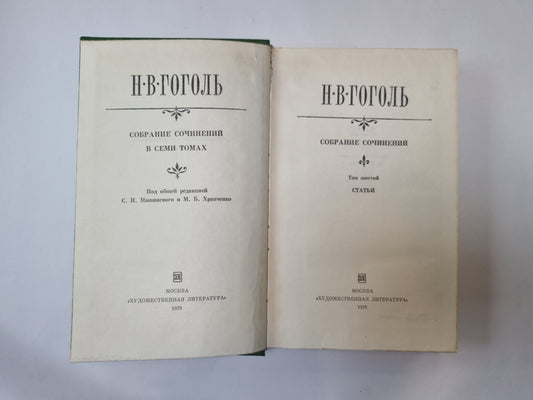 Н·В·ГОГОЛЬ
СОБРАНИЕ СОЧИНЕНИЙ
В СЕМИ ТОМАХ
Под общей редакцией
С. И. Машинского и М. Б. Храпченко
МОСКВА
«ХУДОЖЕСТВЕННАЯ ЛИТЕРАТУРА»
1978
Н·В·ГОГОЛЬ
СОБРАНИЕ СОЧИНЕНИЙ
Том шестой
СТАТЬИ
МОСКВА
«ХУДОЖЕСТВЕННАЯ ЛИТЕРАТУРА»
1978